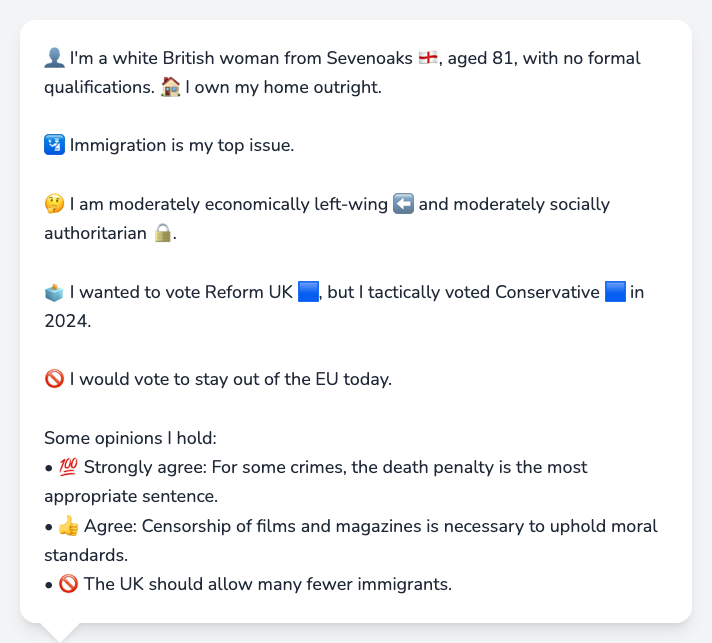 👤 I'm a white British woman from Sevenoaks 🏴󠁧󠁢󠁥󠁮󠁧󠁿, aged 81, with no formal
qualifications. 🏠 I own my home outright.
🛂 Immigration is my top issue.
🤔 I am moderately economically left-wing ⬅️ and moderately socially
authoritarian 🔒.
🗳️ I wanted to vote Reform UK 🟦, but I tactically voted Conservative 🟦 in
2024.
🚫 I would vote to stay out of the EU today.
Some opinions I hold:
• 💯 Strongly agree: For some crimes, the death penalty is the most
appropriate sentence.
• 👍 Agree: Censorship of films and magazines is necessary to uphold moral
standards.
• 🚫 The UK should allow many fewer immigrants.